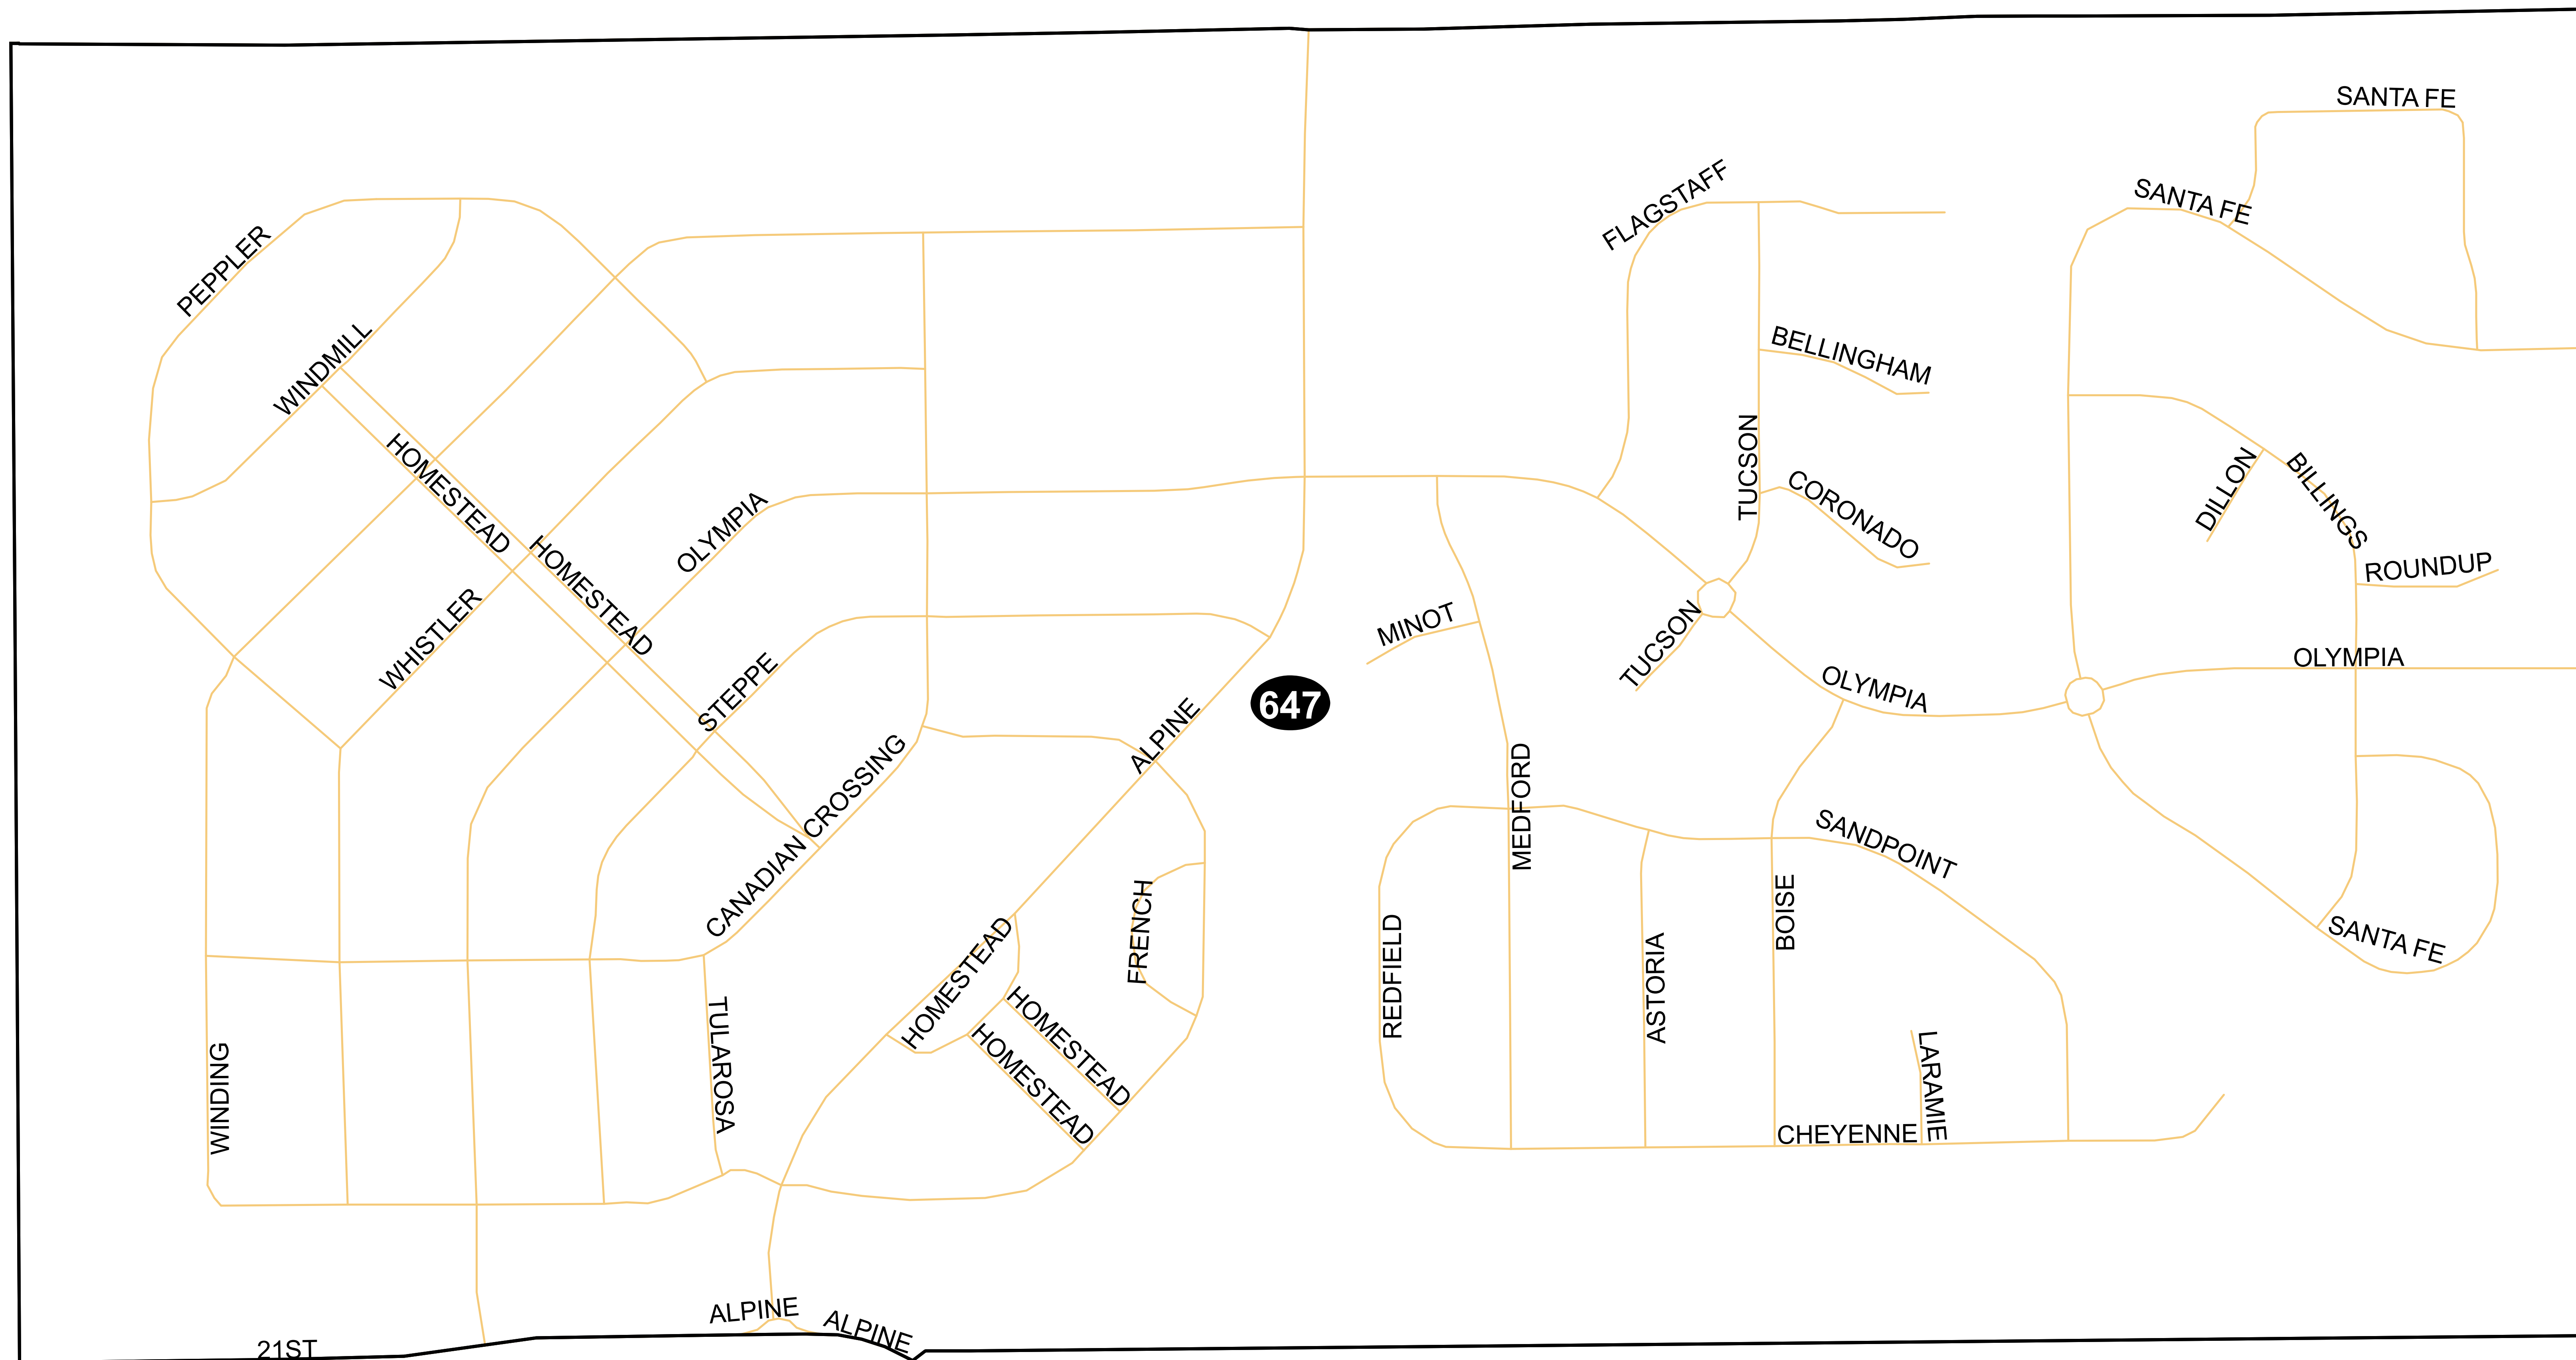 SANTA FE
SANTA FE
FLAGSTAFF
PEPPLER
WINDMILL
BELLINGHAM
TUCSON
HOMESTEAD
DILLON
BILLINGS
CORONADO
OLYMPIA
HOMESTEAD
ROUNDUP
WHISTLER
MINOT
TUCSON
OLYMPIA
STEPPE
OLYMPIA
647
ALPINE
CANADIAN CROSSING
MEDFORD
SANDPOINT
FRENCH
BOISE
HOMESTEAD
REDFIELD
SANTA FE
ASTORIA
HOMESTEAD
TULAROSA
HOMESTEAD
WINDING
LARAMIE
CHEYENNE
ALPINE
ALPINE
21ST